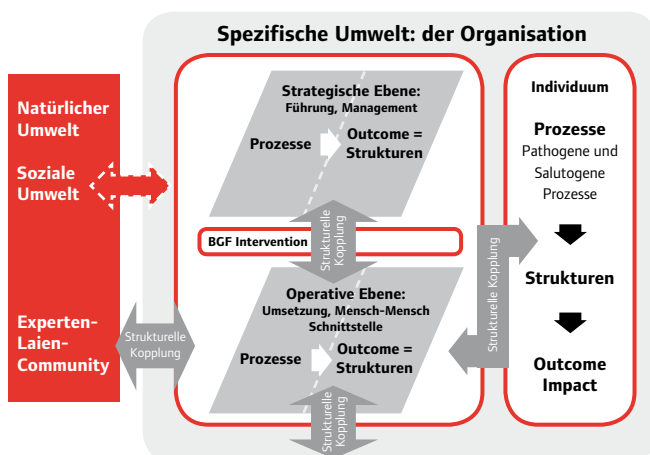 Spezifische Umwelt: der Organisation
Natürlicher
Umwelt
Soziale
Umwelt
Experten-
Laien-
Community
Strukturelle
Kopplung
Strategische Ebene:
Führung, Management
Prozesse
Outcome =
Strukturen
BGF Intervention
Strukturelle
Kopplung
Operative Ebene:
Umsetzung, Mensch-Mensch
Schnittstelle
Prozesse
Outcome =
Strukturen
Strukturelle
Kopplung
Strukturelle Kopplung
Individuum
Prozesse
Pathogene und
Salutogene
Prozesse
Strukturen
Outcome
Impact